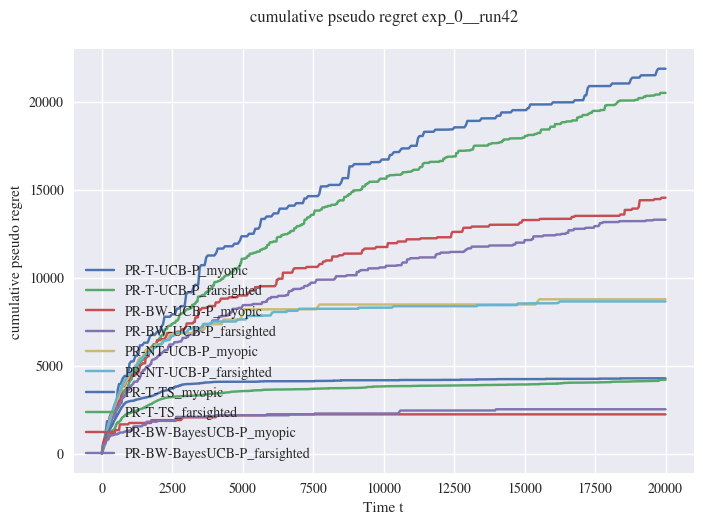 cumulative pseudo regret exp_0__run42
cumulative pseudo regret
20000
15000
10000
5000
0
PR-T-UCB-P_myopic
PR-T-UCB-P_farsighted
PR-BW-UCB-P_myopic
PR-BW-UCB-P_farsighted
PR-NT-UCB-P_myopic
PR-NT-UCB-P_farsighted
PR-T-TS_myopic
PR-T-TS_farsighted
PR-BW-BayesUCB-P_myopic
PR-BW-BayesUCB-P_farsighted
0 2500 5000 7500 10000 12500 15000 17500 20000
Time t